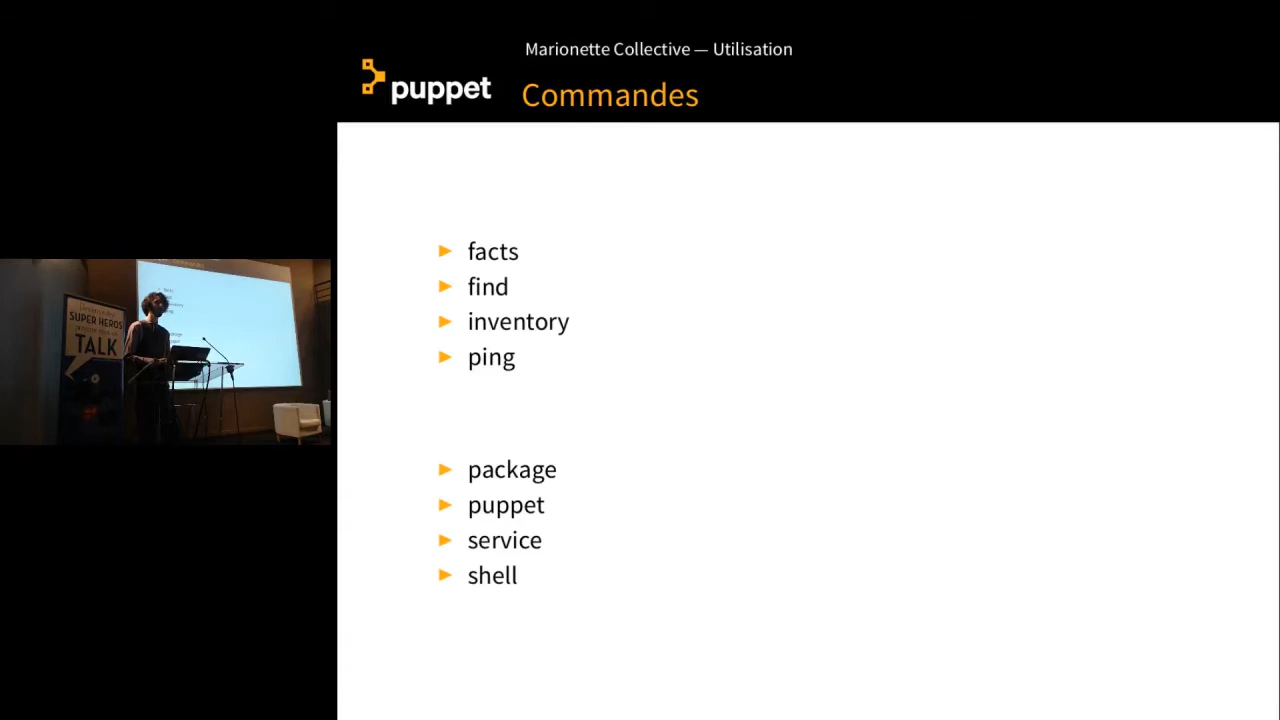 Marionette Collective — Utilisation
puppet
Commandes
facts
find
inventory
ping
package
puppet
service
shell
SUPER HEROS
TALK